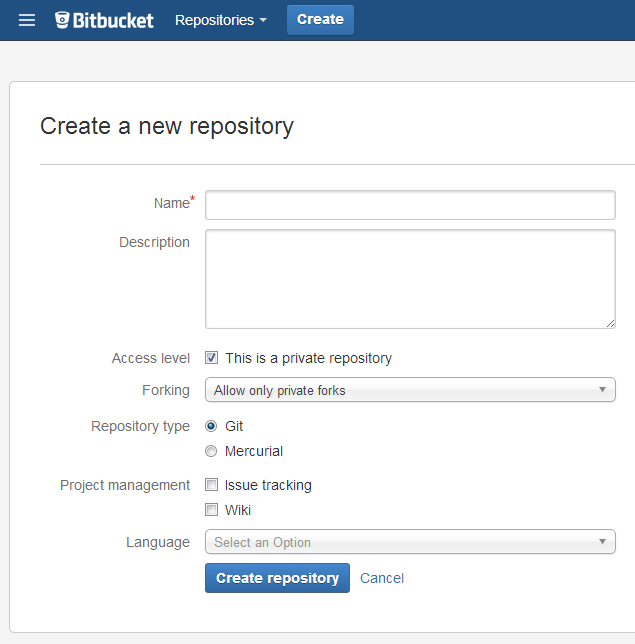 Bitbucket Repositories Create
Create a new repository
Name*
Description
Access level This is a private repository
Forking Allow only private forks
Repository type Git
Mercurial
Project management Issue tracking
Wiki
Language Select an Option
Create repository Cancel